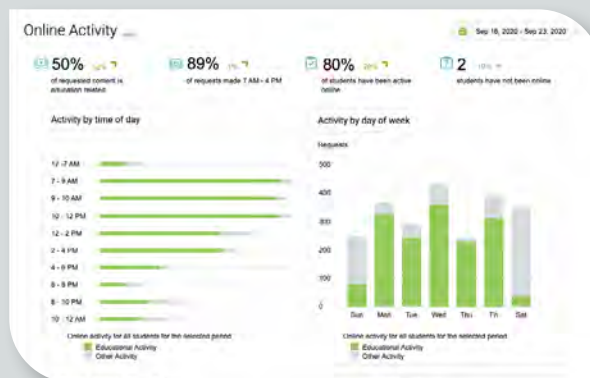 Online Activity
Sep 18, 2020 - Sep 23, 2020
50%
of requested content is
education related
89%
of requests made 7 AM - 4 PM
80%
of students have been active
online
2
students have not been online
Activity by time of day
12 -7 AM
7 - 9 AM
9 - 10 AM
10 - 12 PM
12 - 2 PM
2 - 4 PM
4 - 6 PM
6 - 8 PM
8 - 10 PM
10 - 12 AM
Online activity for all students for the selected period
Educational Activity
Other Activity
Activity by day of week
Requests
500
400
300
200
100
0
Sun Mon Tue Wed Thu Fri Sat
Online activity for all students for the selected period
Educational Activity
Other Activity